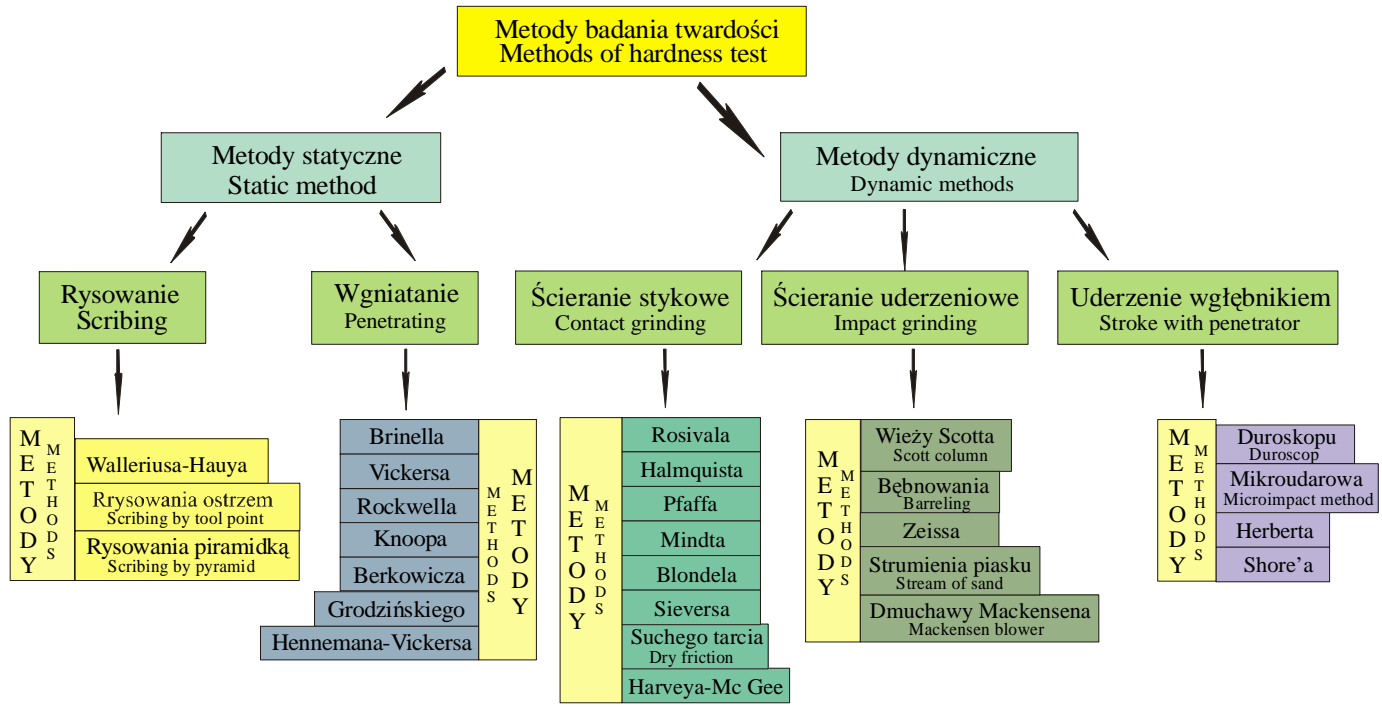 Metody badania twardości
Methods of hardness test
Metody statyczne
Static method
Metody dynamiczne
Dynamic methods
Rysowanie
Scribing
Wgniatanie
Penetrating
Ścieranie stykowe
Contact grinding
Ścieranie uderzeniowe
Impact grinding
Uderzenie wgłębnikiem
Stroke with penetrator
METODY
METHODS
Walleriusa-Hauya
Rrysowania ostrzem
Scribing by tool point
Rysowania piramidką
Scribing by pyramid
Brinella
Vickersa
Rockwella
Knoopa
Berkowicza
Grodzińskiego
Hennemana-Vickersa
METHODS
METODY
METODY
METHODS
Rosivala
Halmquista
Pfaffa
Mindta
Blondela
Sieversa
Suchego tarcia
Dry friction
Harveya-Mc Gee
METODY
METHODS
Wieży Scotta
Scott column
Bębnowania
Barreling
Zeissa
Strumienia piasku
Stream of sand
Dmuchawy Mackensena
Mackensen blower
METODY
METHODS
Duroskopu
Duroscop
Mikroudarowa
Microimpact method
Herberta
Shore’a